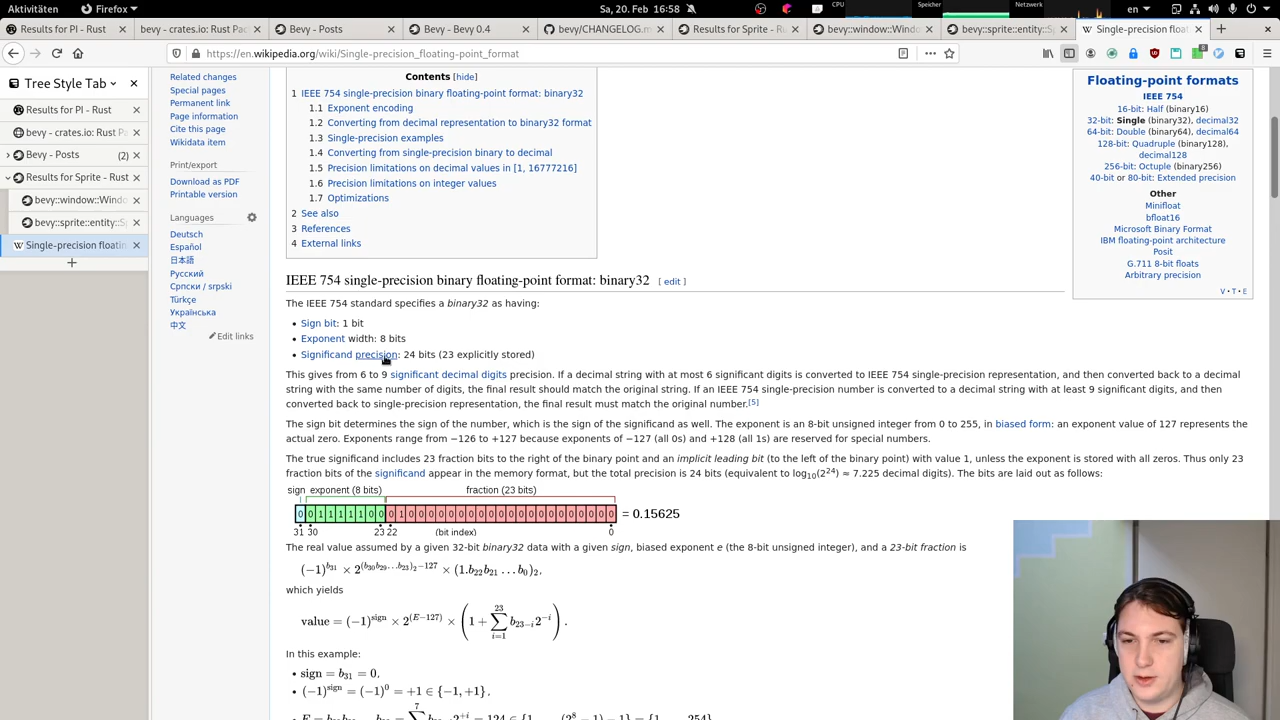 Aktivitäten Firefox Sa, 20. Feb 16:58 CPU Speicher Netzwerk en
Results for PI - Rust bevy - crates.io: Rust Pac Bevy - Posts Bevy - Bevy 0.4 bevy/CHANGELOG.m Results for Sprite - Ru bevy::window::Windo bevy::sprite::entity::S Single-precision floati
https://en.wikipedia.org/wiki/Single-precision_floating-point_format
Tree Style Tab
Results for PI - Rust
bevy - crates.io: Rust Pa
Bevy - Posts (2)
Results for Sprite - Rust
bevy::window::Windo
bevy::sprite::entity::S
Single-precision floatin
Related changes
Special pages
Permanent link
Page information
Cite this page
Wikidata item
Print/export
Download as PDF
Printable version
Languages
Deutsch
Español
日本語
Русский
Српски / srpski
Türkçe
Українська
中文
Edit links
Contents [hide]
1 IEEE 754 single-precision binary floating-point format: binary32
1.1 Exponent encoding
1.2 Converting from decimal representation to binary32 format
1.3 Single-precision examples
1.4 Converting from single-precision binary to decimal
1.5 Precision limitations on decimal values in [1, 16777216]
1.6 Precision limitations on integer values
1.7 Optimizations
2 See also
3 References
4 External links
Floating-point formats
IEEE 754
16-bit: Half (binary16)
32-bit: Single (binary32), decimal32
64-bit: Double (binary64), decimal64
128-bit: Quadruple (binary128),
decimal128
256-bit: Octuple (binary256)
40-bit or 80-bit: Extended precision
Other
Minifloat
bfloat16
Microsoft Binary Format
IBM floating-point architecture
Posit
G.711 8-bit floats
Arbitrary precision
V · T · E
IEEE 754 single-precision binary floating-point format: binary32 [ edit ]
The IEEE 754 standard specifies a binary32 as having:
• Sign bit: 1 bit
• Exponent width: 8 bits
• Significand precision: 24 bits (23 explicitly stored)
This gives from 6 to 9 significant decimal digits precision. If a decimal string with at most 6 significant digits is converted to IEEE 754 single-precision representation, and then converted back to a decimal
string with the same number of digits, the final result should match the original string. If an IEEE 754 single-precision number is converted to a decimal string with at least 9 significant digits, and then
converted back to single-precision representation, the final result must match the original number.[5]
The sign bit determines the sign of the number, which is the sign of the significand as well. The exponent is an 8-bit unsigned integer from 0 to 255, in biased form: an exponent value of 127 represents the
actual zero. Exponents range from −126 to +127 because exponents of −127 (all 0s) and +128 (all 1s) are reserved for special numbers.
The true significand includes 23 fraction bits to the right of the binary point and an implicit leading bit (to the left of the binary point) with value 1, unless the exponent is stored with all zeros. Thus only 23
fraction bits of the significand appear in the memory format, but the total precision is 24 bits (equivalent to log10(2^24) ≈ 7.225 decimal digits). The bits are laid out as follows:
sign exponent (8 bits) fraction (23 bits)
0 0 1 1 1 1 1 0 0 0 1 0 0 0 0 0 0 0 0 0 0 0 0 0 0 0 0 0 0 0 0 0 = 0.15625
31 30 23 22 (bit index) 0
The real value assumed by a given 32-bit binary32 data with a given sign, biased exponent e (the 8-bit unsigned integer), and a 23-bit fraction is
(−1)^b31 × 2^((b30b29…b23)2−127) × (1.b22b21…b0)2,
which yields
value = (−1)^sign × 2^(E−127) × (1 + ∑_{i=1}^{23} b_{23−i}2^{−i}).
In this example:
• sign = b31 = 0,
• (−1)^sign = (−1)^0 = +1 ∈ {−1, +1},